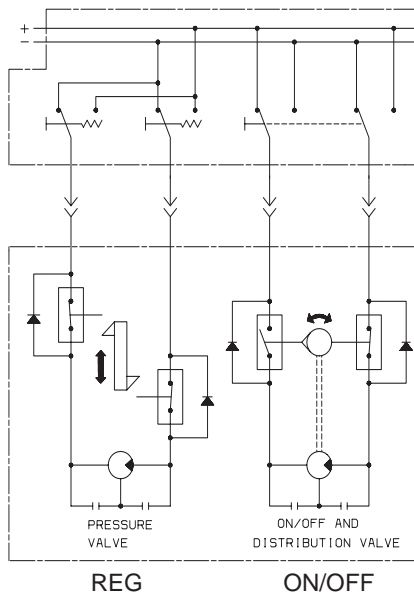 +
−
PRESSURE
VALVE
ON/OFF AND
DISTRIBUTION VALVE
REG
ON/OFF